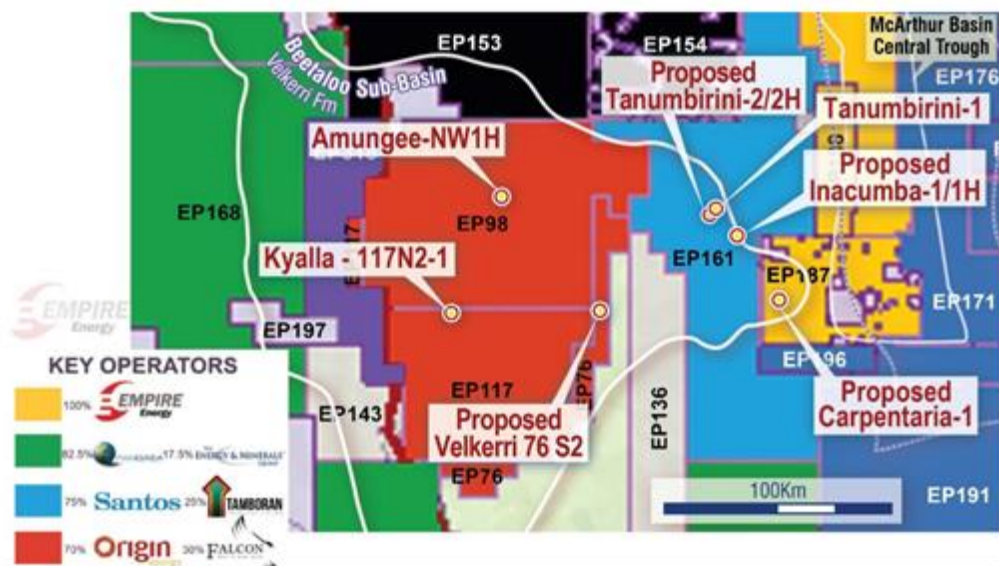 EP153
EP154
McArthur Basin
Central Trough
EP176
Beetaloo Sub-Basin
Velkerri Fm
Proposed
Tanumbirini-2/2H
Tanumbirini-1
Amungee-NW1H
Proposed
Inacumba-1/1H
EP168
EP98
EP161
EP187
Kyalla - 117N2-1
EP171
EMPIRE
Energy
EP197
EP196
KEY OPERATORS
100% EMPIRE
Energy
EP117
EP76
EP136
Proposed
Carpentaria-1
EP143
Proposed
Velkerri 76 S2
82.5% 17.5% ENERGY & MINERALS
EP76
75% Santos 25% TAMBORAN
100Km
EP191
70% Origin 30% FALCON